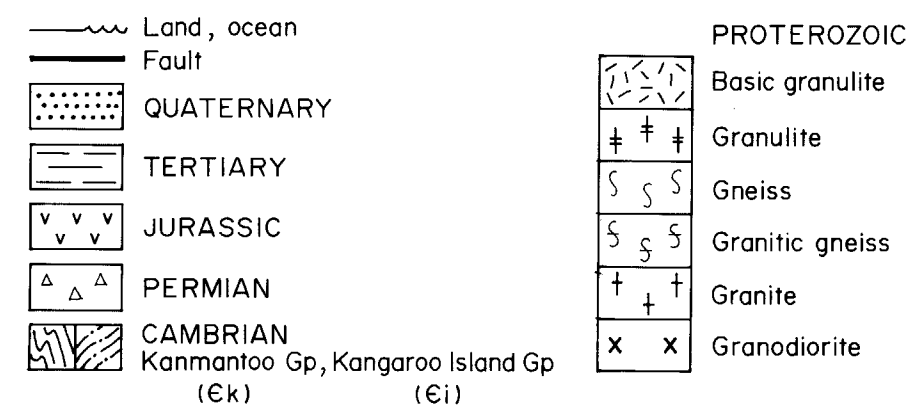 Land, ocean
Fault
QUATERNARY
TERTIARY
JURASSIC
PERMIAN
CAMBRIAN
Kanmantoo Gp, Kangaroo Island Gp
(Єk) (Єi)
PROTEROZOIC
Basic granulite
Granulite
Gneiss
Granitic gneiss
Granite
Granodiorite